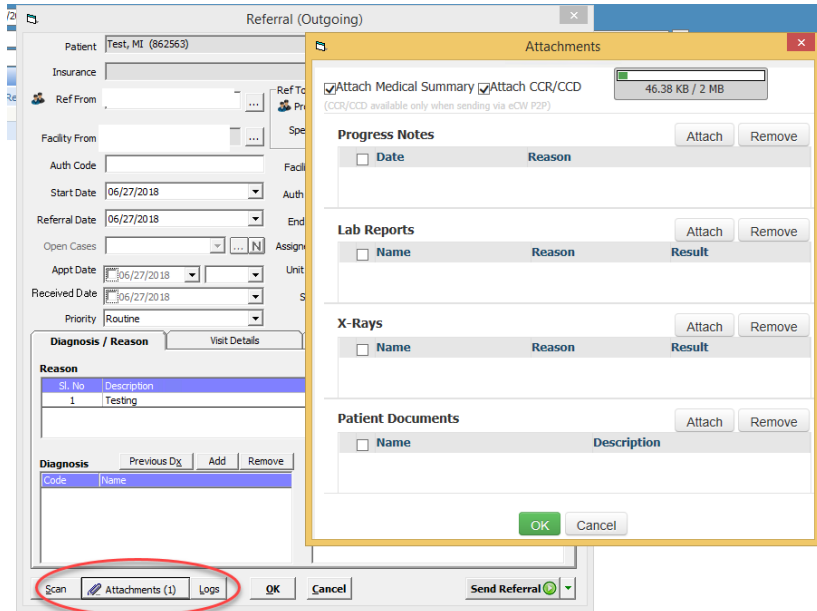 Referral (Outgoing)
Patient Test, MI (862563)
Insurance
Ref From ...
Ref To
Facility From ...
Auth Code
Facili
Start Date 06/27/2018
Auth
Referral Date 06/27/2018
End
Open Cases ... N
Assigne
Appt Date 06/27/2018
Unit
Received Date 06/27/2018
S
Priority Routine
Diagnosis / Reason Visit Details
Reason
Sl. No Description
1 Testing
Diagnosis Previous Dx Add Remove
Code Name
Scan Attachments (1) Logs OK Cancel Send Referral
Attachments
Attach Medical Summary Attach CCR/CCD 46.38 KB / 2 MB
(CCR/CCD available only when sending via eCW P2P)
Progress Notes Attach Remove
Date Reason
Lab Reports Attach Remove
Name Reason Result
X-Rays Attach Remove
Name Reason Result
Patient Documents Attach Remove
Name Description
OK Cancel